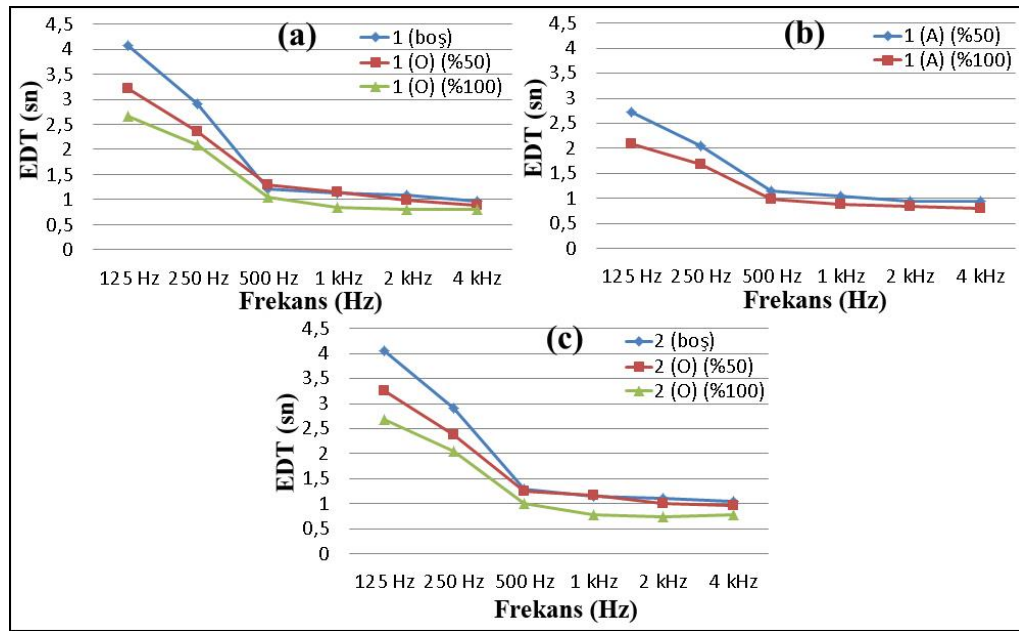 (a)
EDT (sn)
4,5
4
3,5
3
2,5
2
1,5
1
0,5
0
1 (boş)
1 (O) (%50)
1 (O) (%100)
125 Hz 250 Hz 500 Hz 1 kHz 2 kHz 4 kHz
Frekans (Hz)
(b)
EDT (sn)
4,5
4
3,5
3
2,5
2
1,5
1
0,5
0
1 (A) (%50)
1 (A) (%100)
125 Hz 250 Hz 500 Hz 1 kHz 2 kHz 4 kHz
Frekans (Hz)
(c)
EDT (sn)
4,5
4
3,5
3
2,5
2
1,5
1
0,5
0
2 (boş)
2 (O) (%50)
2 (O) (%100)
125 Hz 250 Hz 500 Hz 1 kHz 2 kHz 4 kHz
Frekans (Hz)